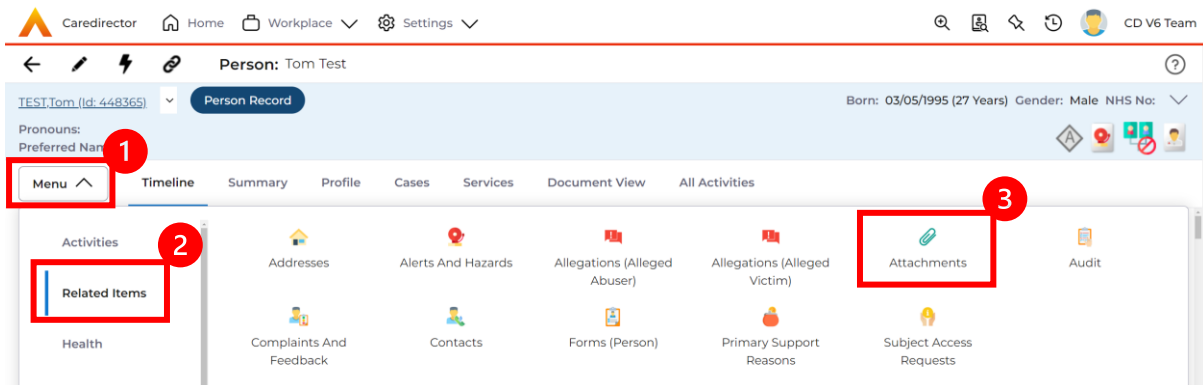 Caredirector Home Workplace Settings CD V6 Team
Person: Tom Test
TEST,Tom (Id: 448365) Person Record Born: 03/05/1995 (27 Years) Gender: Male NHS No:
Pronouns:
Preferred Nam
1
Menu Timeline Summary Profile Cases Services Document View All Activities
3
Activities
2
Addresses Alerts And Hazards Allegations (Alleged Abuser) Allegations (Alleged Victim) Attachments Audit
Related Items
Health
Complaints And Feedback Contacts Forms (Person) Primary Support Reasons Subject Access Requests